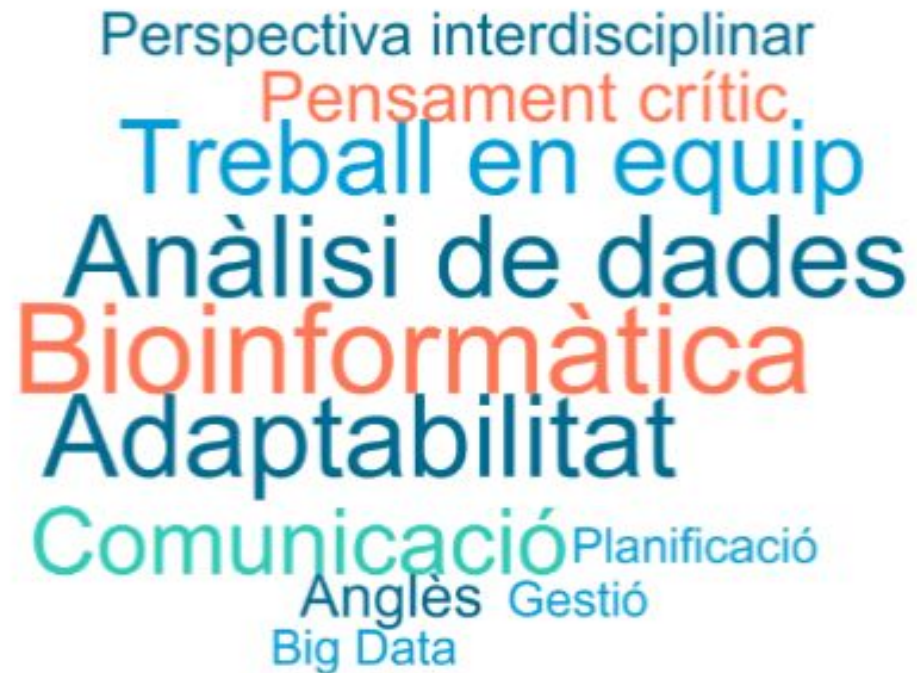 Perspectiva interdisciplinar
Pensament crític
Treball en equip
Anàlisi de dades
Bioinformàtica
Adaptabilitat
Comunicació
Planificació
Anglès
Gestió
Big Data